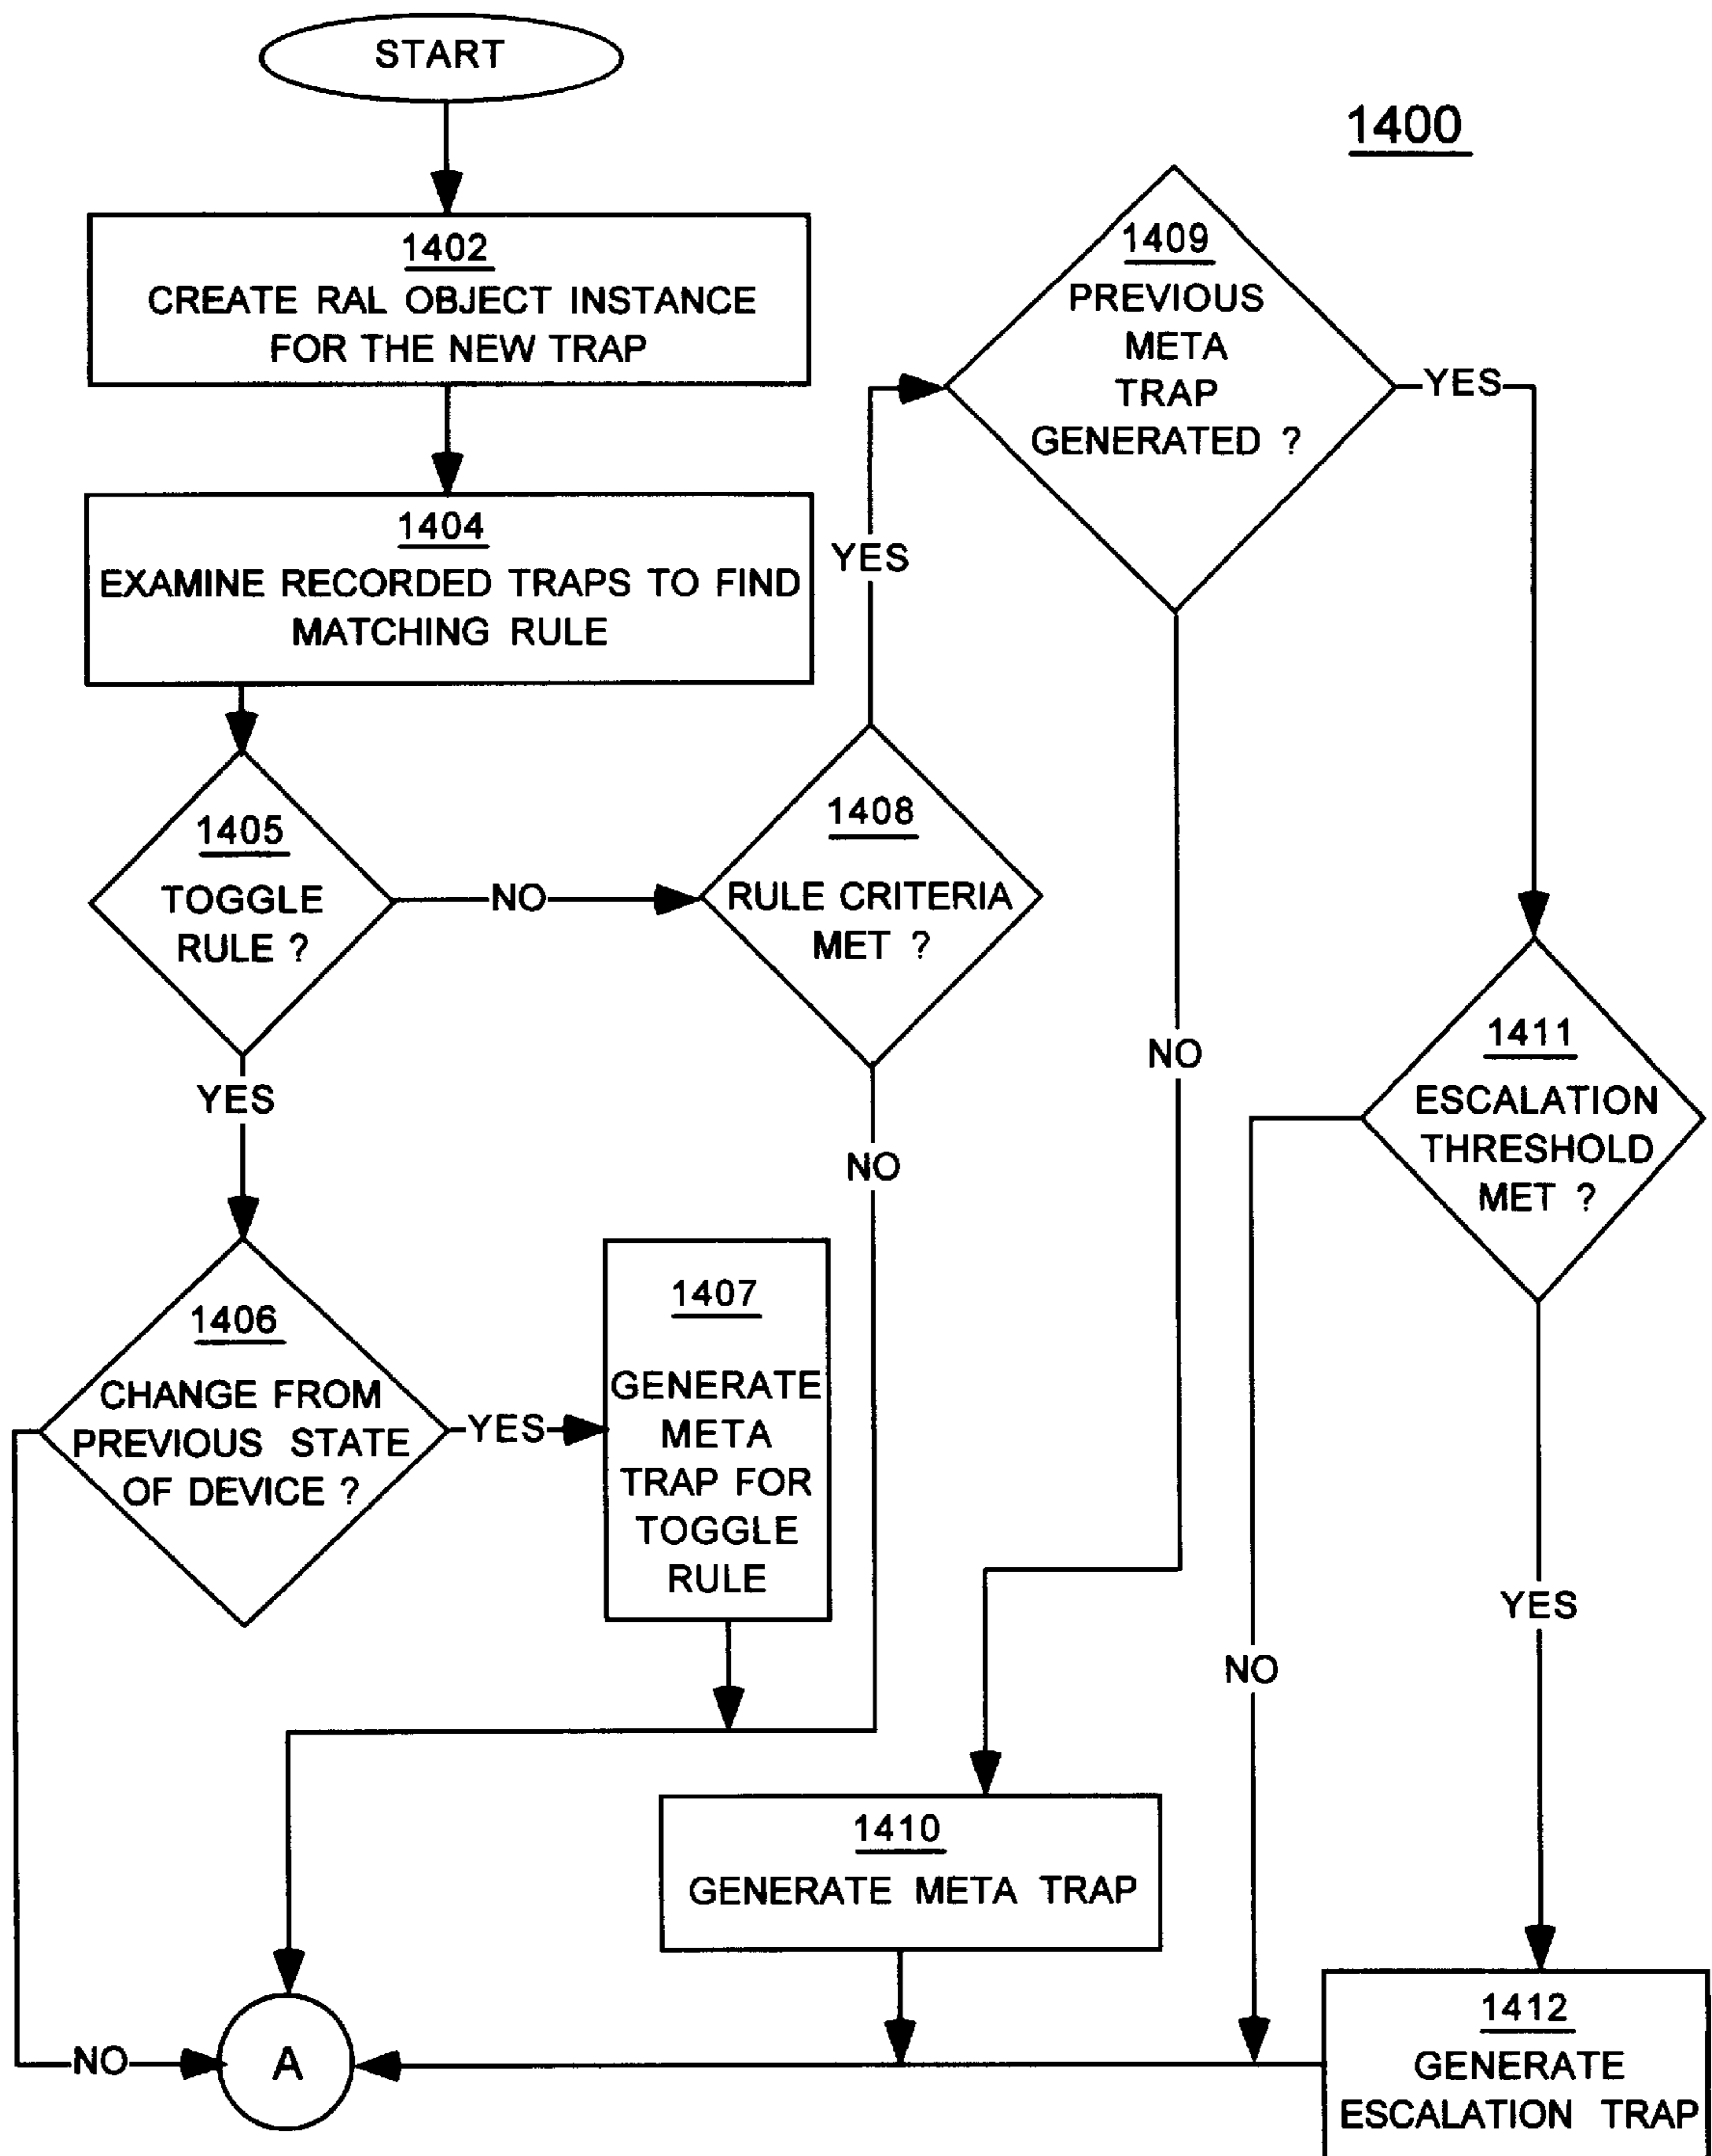 START
1400
1402
CREATE RAL OBJECT INSTANCE
FOR THE NEW TRAP
1404
EXAMINE RECORDED TRAPS TO FIND
MATCHING RULE
1405
TOGGLE
RULE ?
NO
YES
1406
CHANGE FROM
PREVIOUS STATE
OF DEVICE ?
YES
NO
1407
GENERATE
META
TRAP FOR
TOGGLE
RULE
1408
RULE CRITERIA
MET ?
YES
NO
1409
PREVIOUS
META
TRAP
GENERATED ?
YES
NO
1410
GENERATE META TRAP
1411
ESCALATION
THRESHOLD
MET ?
NO
YES
1412
GENERATE
ESCALATION TRAP
A